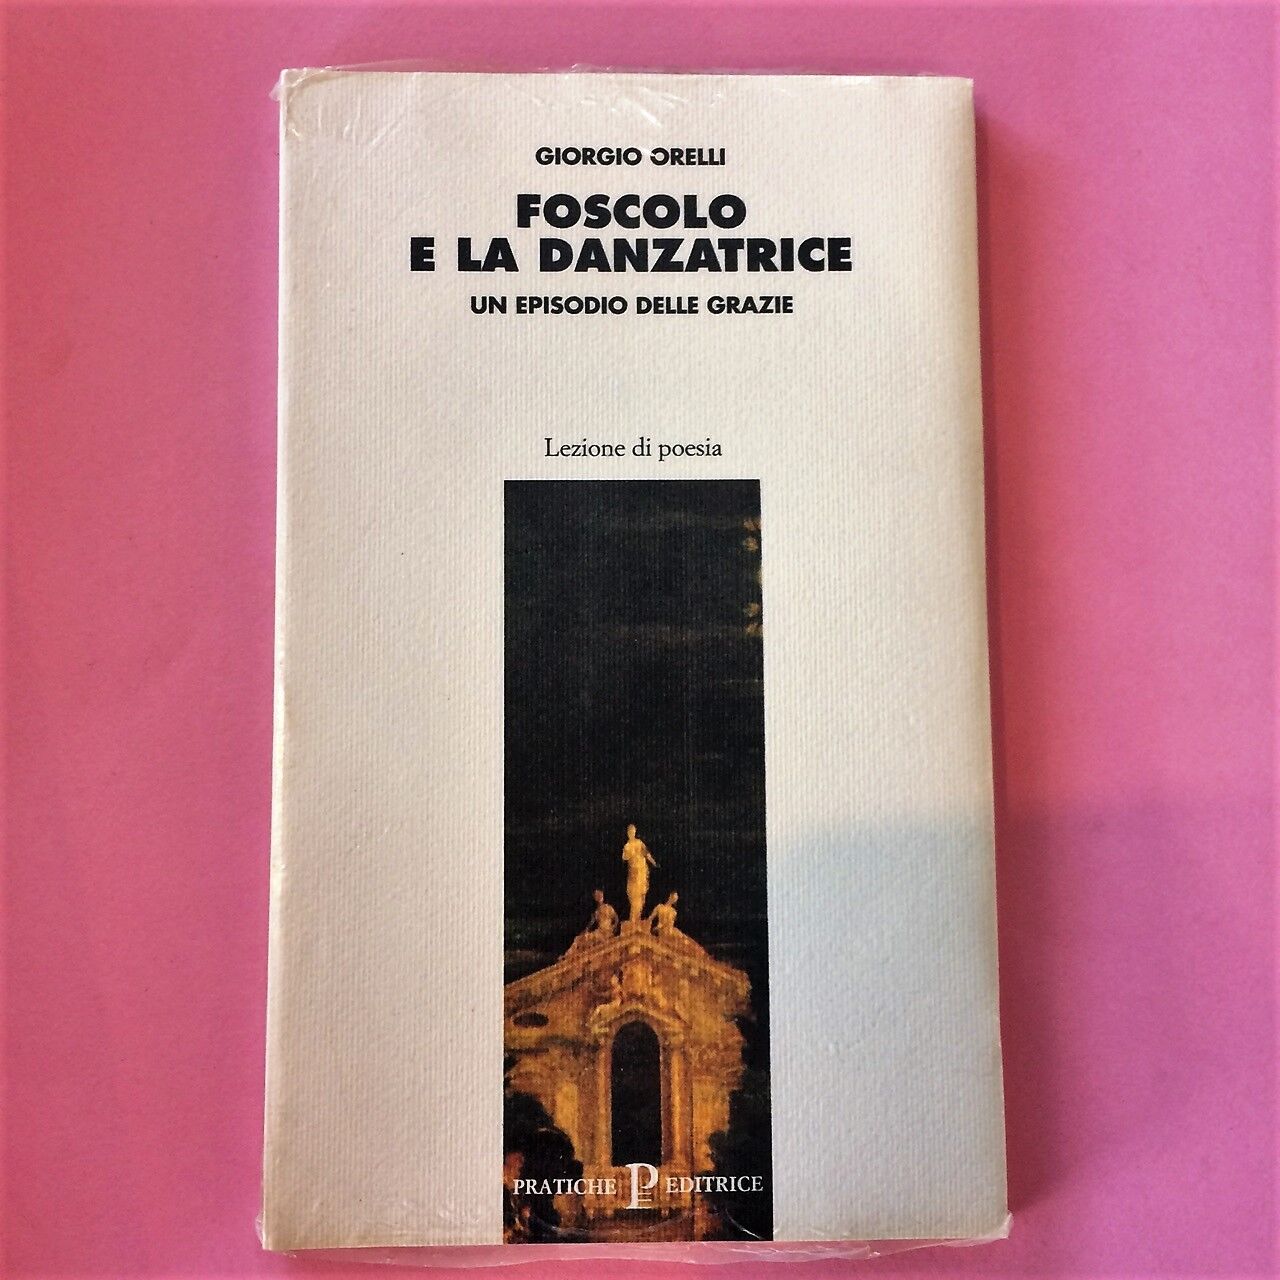 GIORGIO ORELLI
FOSCOLO
E LA DANZATRICE
UN EPISODIO DELLE GRAZIE
Lezione di poesia
PRATICHE P EDITRICE